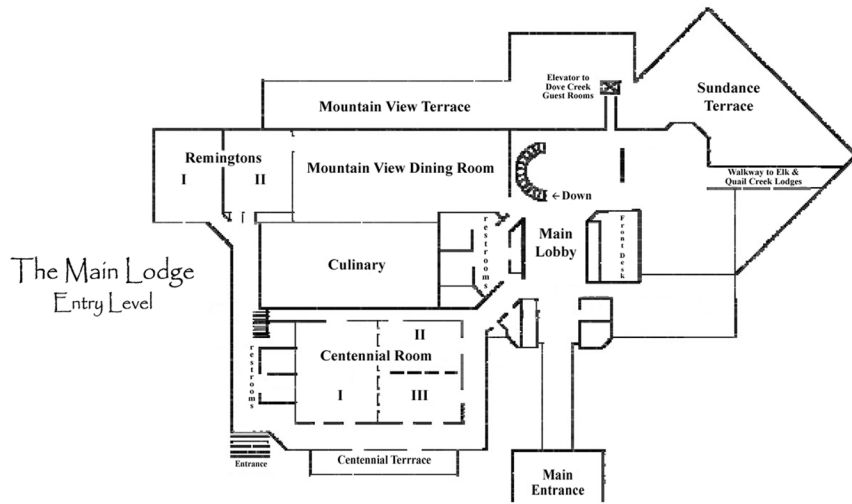 Elevator to
Dove Creek
Guest Rooms
Sundance
Terrace
Mountain View Terrace
Remingtons
I
II
Mountain View Dining Room
Walkway to Elk &
Quail Creek Lodges
←Down
restrooms
Main
Lobby
Front Desk
The Main Lodge
Entry Level
Culinary
restrooms
Centennial Room
I
II
III
Entrance
Centennial Terrrace
Main
Entrance